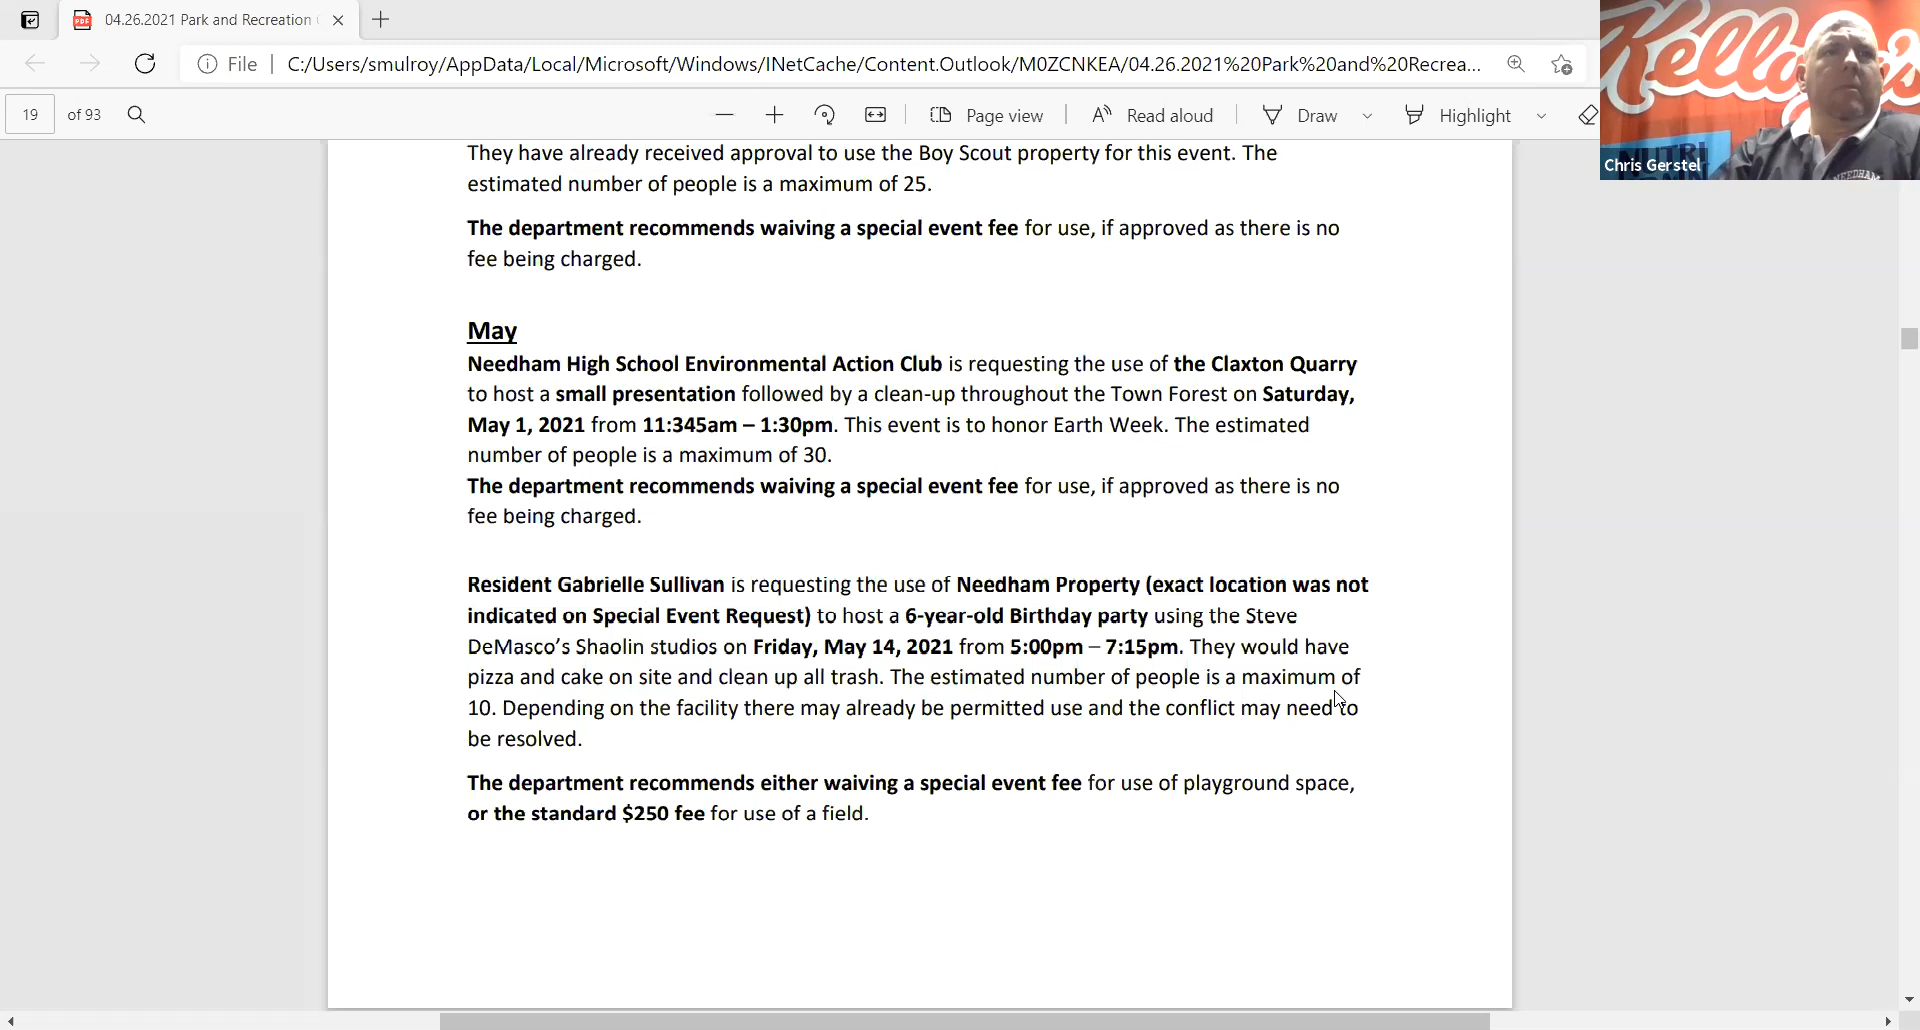 04.26.2021 Park and Recreation
File
C:/Users/smulroy/AppData/Local/Microsoft/Windows/INetCache/Content.Outlook/M0ZCNKEA/04.26.2021%20Park%20and%20Recrea...
19 of 93
Page view
Read aloud
Draw
Highlight
Kellogg's
NUTRI
NEEDHAM
Chris Gerstel
They have already received approval to use the Boy Scout property for this event. The
estimated number of people is a maximum of 25.
The department recommends waiving a special event fee for use, if approved as there is no
fee being charged.
May
Needham High School Environmental Action Club is requesting the use of the Claxton Quarry
to host a small presentation followed by a clean-up throughout the Town Forest on Saturday,
May 1, 2021 from 11:345am – 1:30pm. This event is to honor Earth Week. The estimated
number of people is a maximum of 30.
The department recommends waiving a special event fee for use, if approved as there is no
fee being charged.
Resident Gabrielle Sullivan is requesting the use of Needham Property (exact location was not
indicated on Special Event Request) to host a 6-year-old Birthday party using the Steve
DeMasco’s Shaolin studios on Friday, May 14, 2021 from 5:00pm – 7:15pm. They would have
pizza and cake on site and clean up all trash. The estimated number of people is a maximum of
10. Depending on the facility there may already be permitted use and the conflict may need to
be resolved.
The department recommends either waiving a special event fee for use of playground space,
or the standard $250 fee for use of a field.